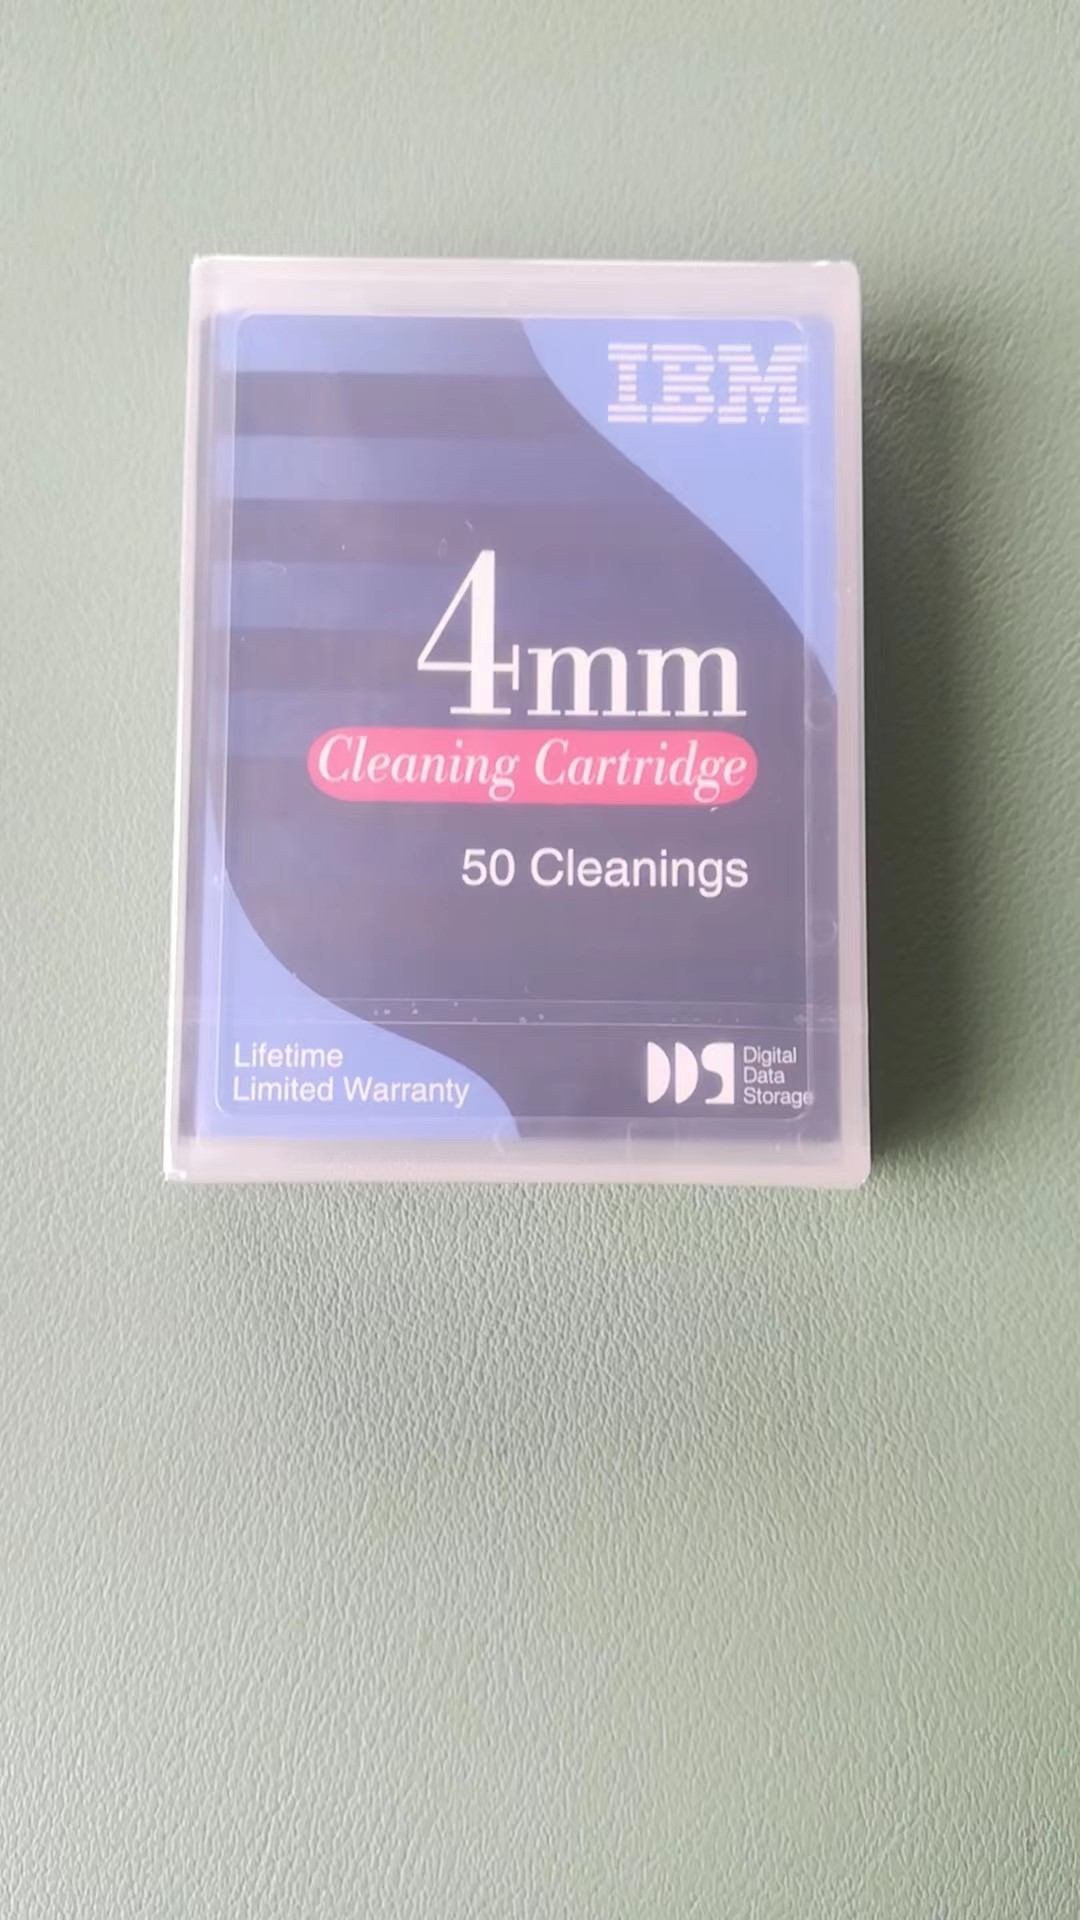 IBM
4mm
Cleaning Cartridge
50 Cleanings
Lifetime
Limited Warranty
DDS
Digital
Data
Storage